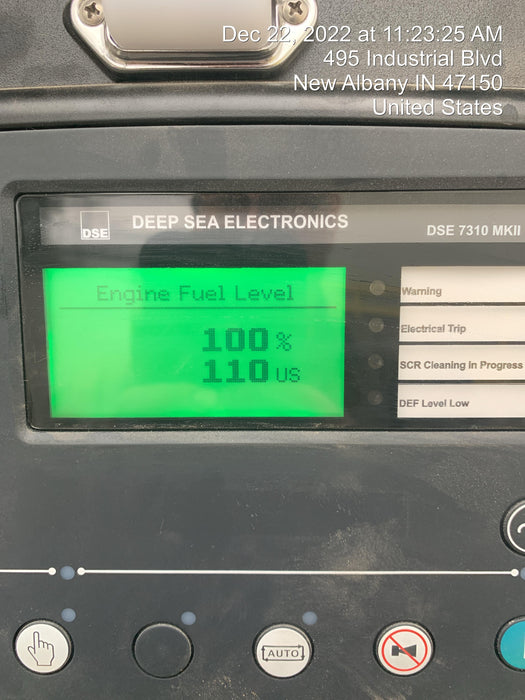 Dec 22, 2022 at 11:23:25 AM
495 Industrial Blvd
New Albany IN 47150
United States
DSE
DEEP SEA ELECTRONICS
DSE 7310 MKII
Engine Fuel Level
100 %
110 US
Warning
Electrical Trip
SCR Cleaning in Progress
DEF Level Low
AUTO